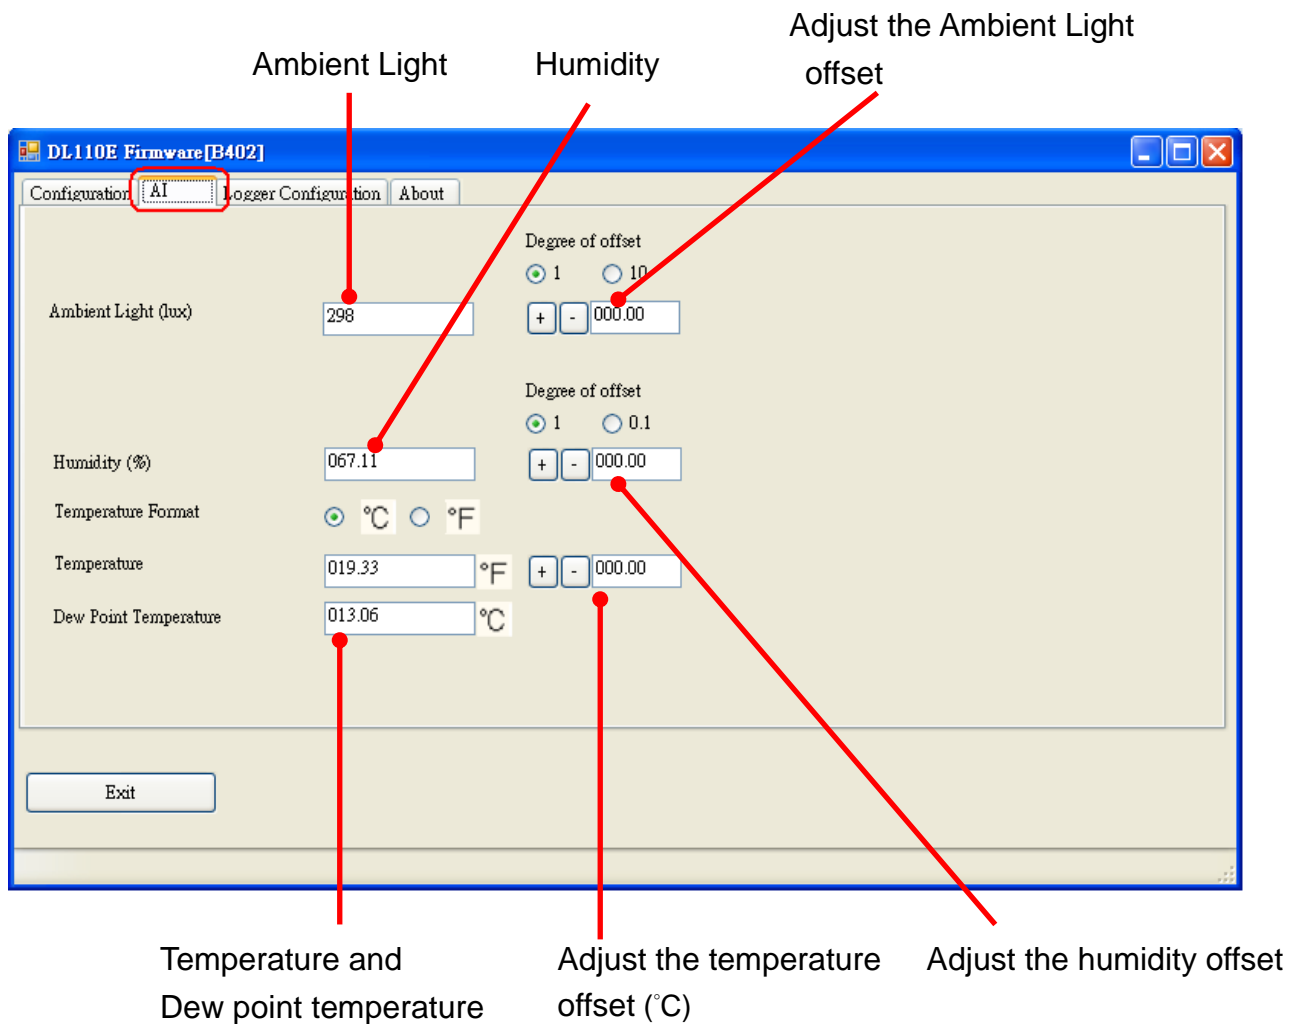 Adjust the Ambient Light
offset
Ambient Light
Humidity
DL110E Firmware[B402]
Configuration AI Logger Configuration About
Degree of offset
1 10
Ambient Light (lux) 298 + - 000.00
Degree of offset
1 0.1
Humidity (%) 067.11 + - 000.00
Temperature Format °C °F
Temperature 019.33 °F + - 000.00
Dew Point Temperature 013.06 °C
Exit
Temperature and
Dew point temperature
Adjust the temperature
offset (°C)
Adjust the humidity offset